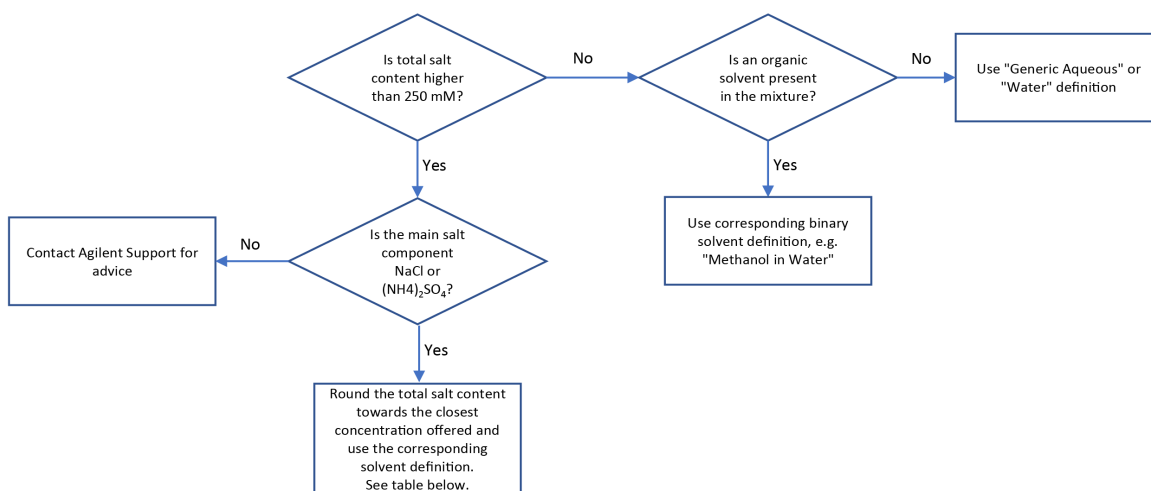 Is total salt
content higher
than 250 mM?
No
Is an organic
solvent present
in the mixture?
No
Use "Generic Aqueous" or
"Water" definition
Yes
Yes
Contact Agilent Support for
advice
No
Is the main salt
component
NaCl or
(NH4)₂SO₄?
Use corresponding binary
solvent definition, e.g.
"Methanol in Water"
Yes
Round the total salt content
towards the closest
concentration offered and
use the corresponding
solvent definition.
See table below.